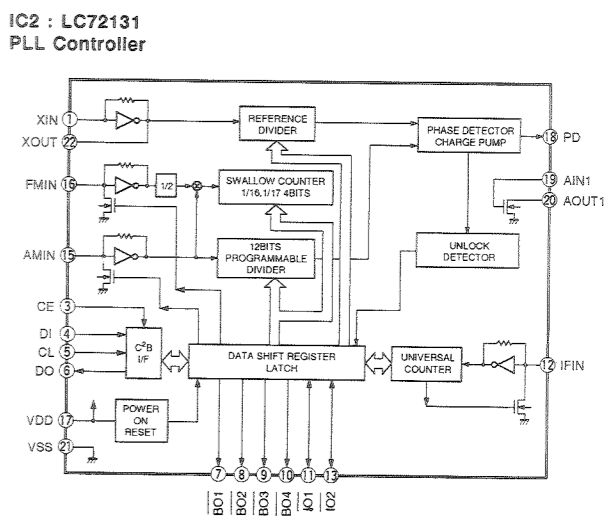 IC2 : LC72131
PLL Controller
XIN 1
XOUT 22
REFERENCE
DIVIDER
PHASE DETECTOR
CHARGE PUMP
18 PD
FMIN 16
1/2
SWALLOW COUNTER
1/16,1/17 4BITS
19 AIN1
20 AOUT1
AMIN 15
12BITS
PROGRAMMABLE
DIVIDER
UNLOCK
DETECTOR
CE 3
DI 4
CL 5
DO 6
C²B
I/F
DATA SHIFT REGISTER
LATCH
UNIVERSAL
COUNTER
12 IFIN
VDD 17
POWER
ON
RESET
VSS 21
7 8 9 10 11 13
BO1 BO2 BO3 BO4 IO1 IO2